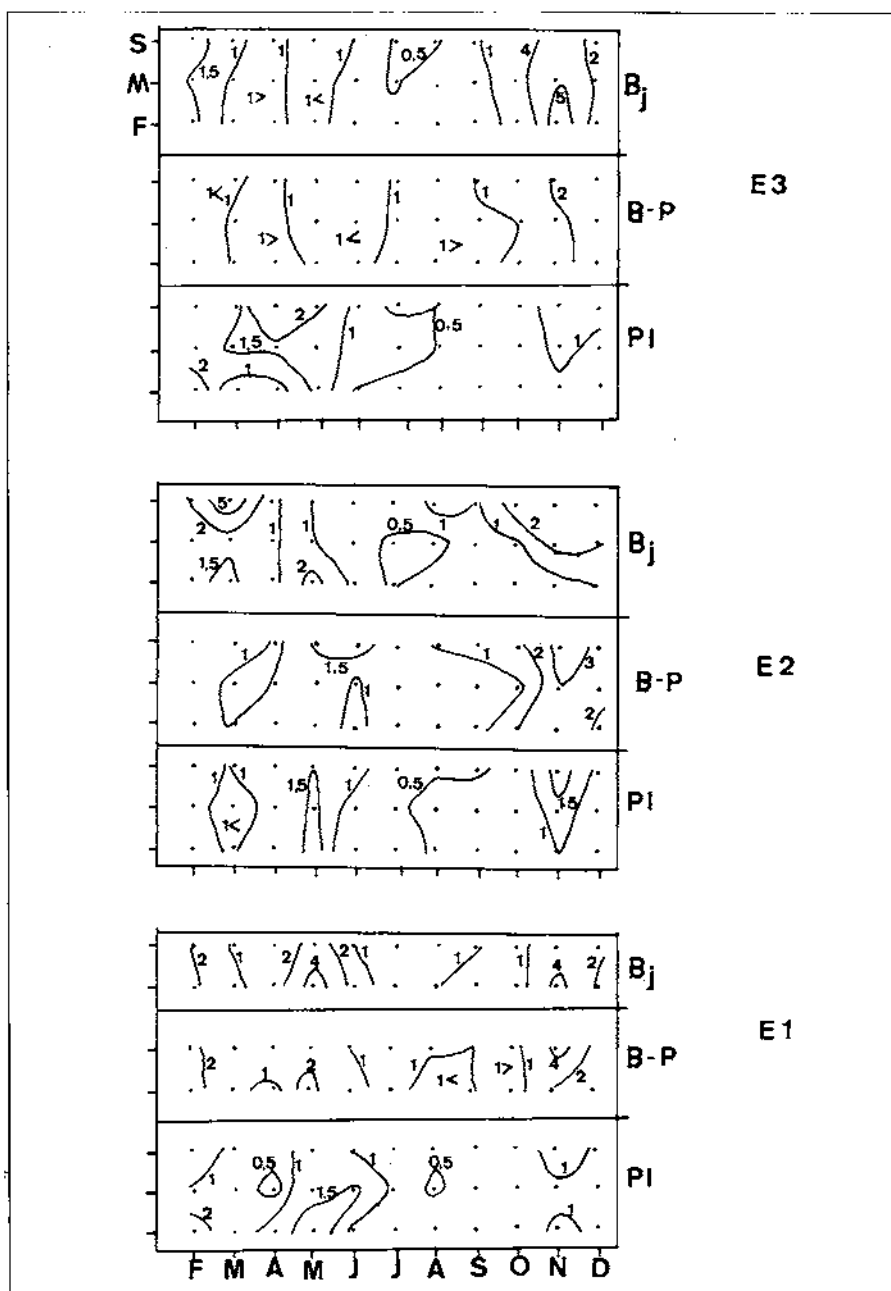 S 1,5 1 1 1 0,5 1 4 2
M 1> 1< 5 Bj
F
E3
1< 1 1 1 1 2 B-P
1> 1< 1>
2 1,5 1 0.5 1 PI
2 1
5 2 1 1 0,5 1 1 2 Bj
1,5 2
1 1.5 1 2 3 B-P E2
1 2
1 1 1,5 1 0.5 1,5 PI
1< 1
2 1 2 4 2 1 1 1 4 2 Bj
E1
2 1 2 1 1 1< 1> 1 4 2 B-P
1 0,5 1 1 0,5 1 PI
2 1,5 1
F M A M J J A S O N D